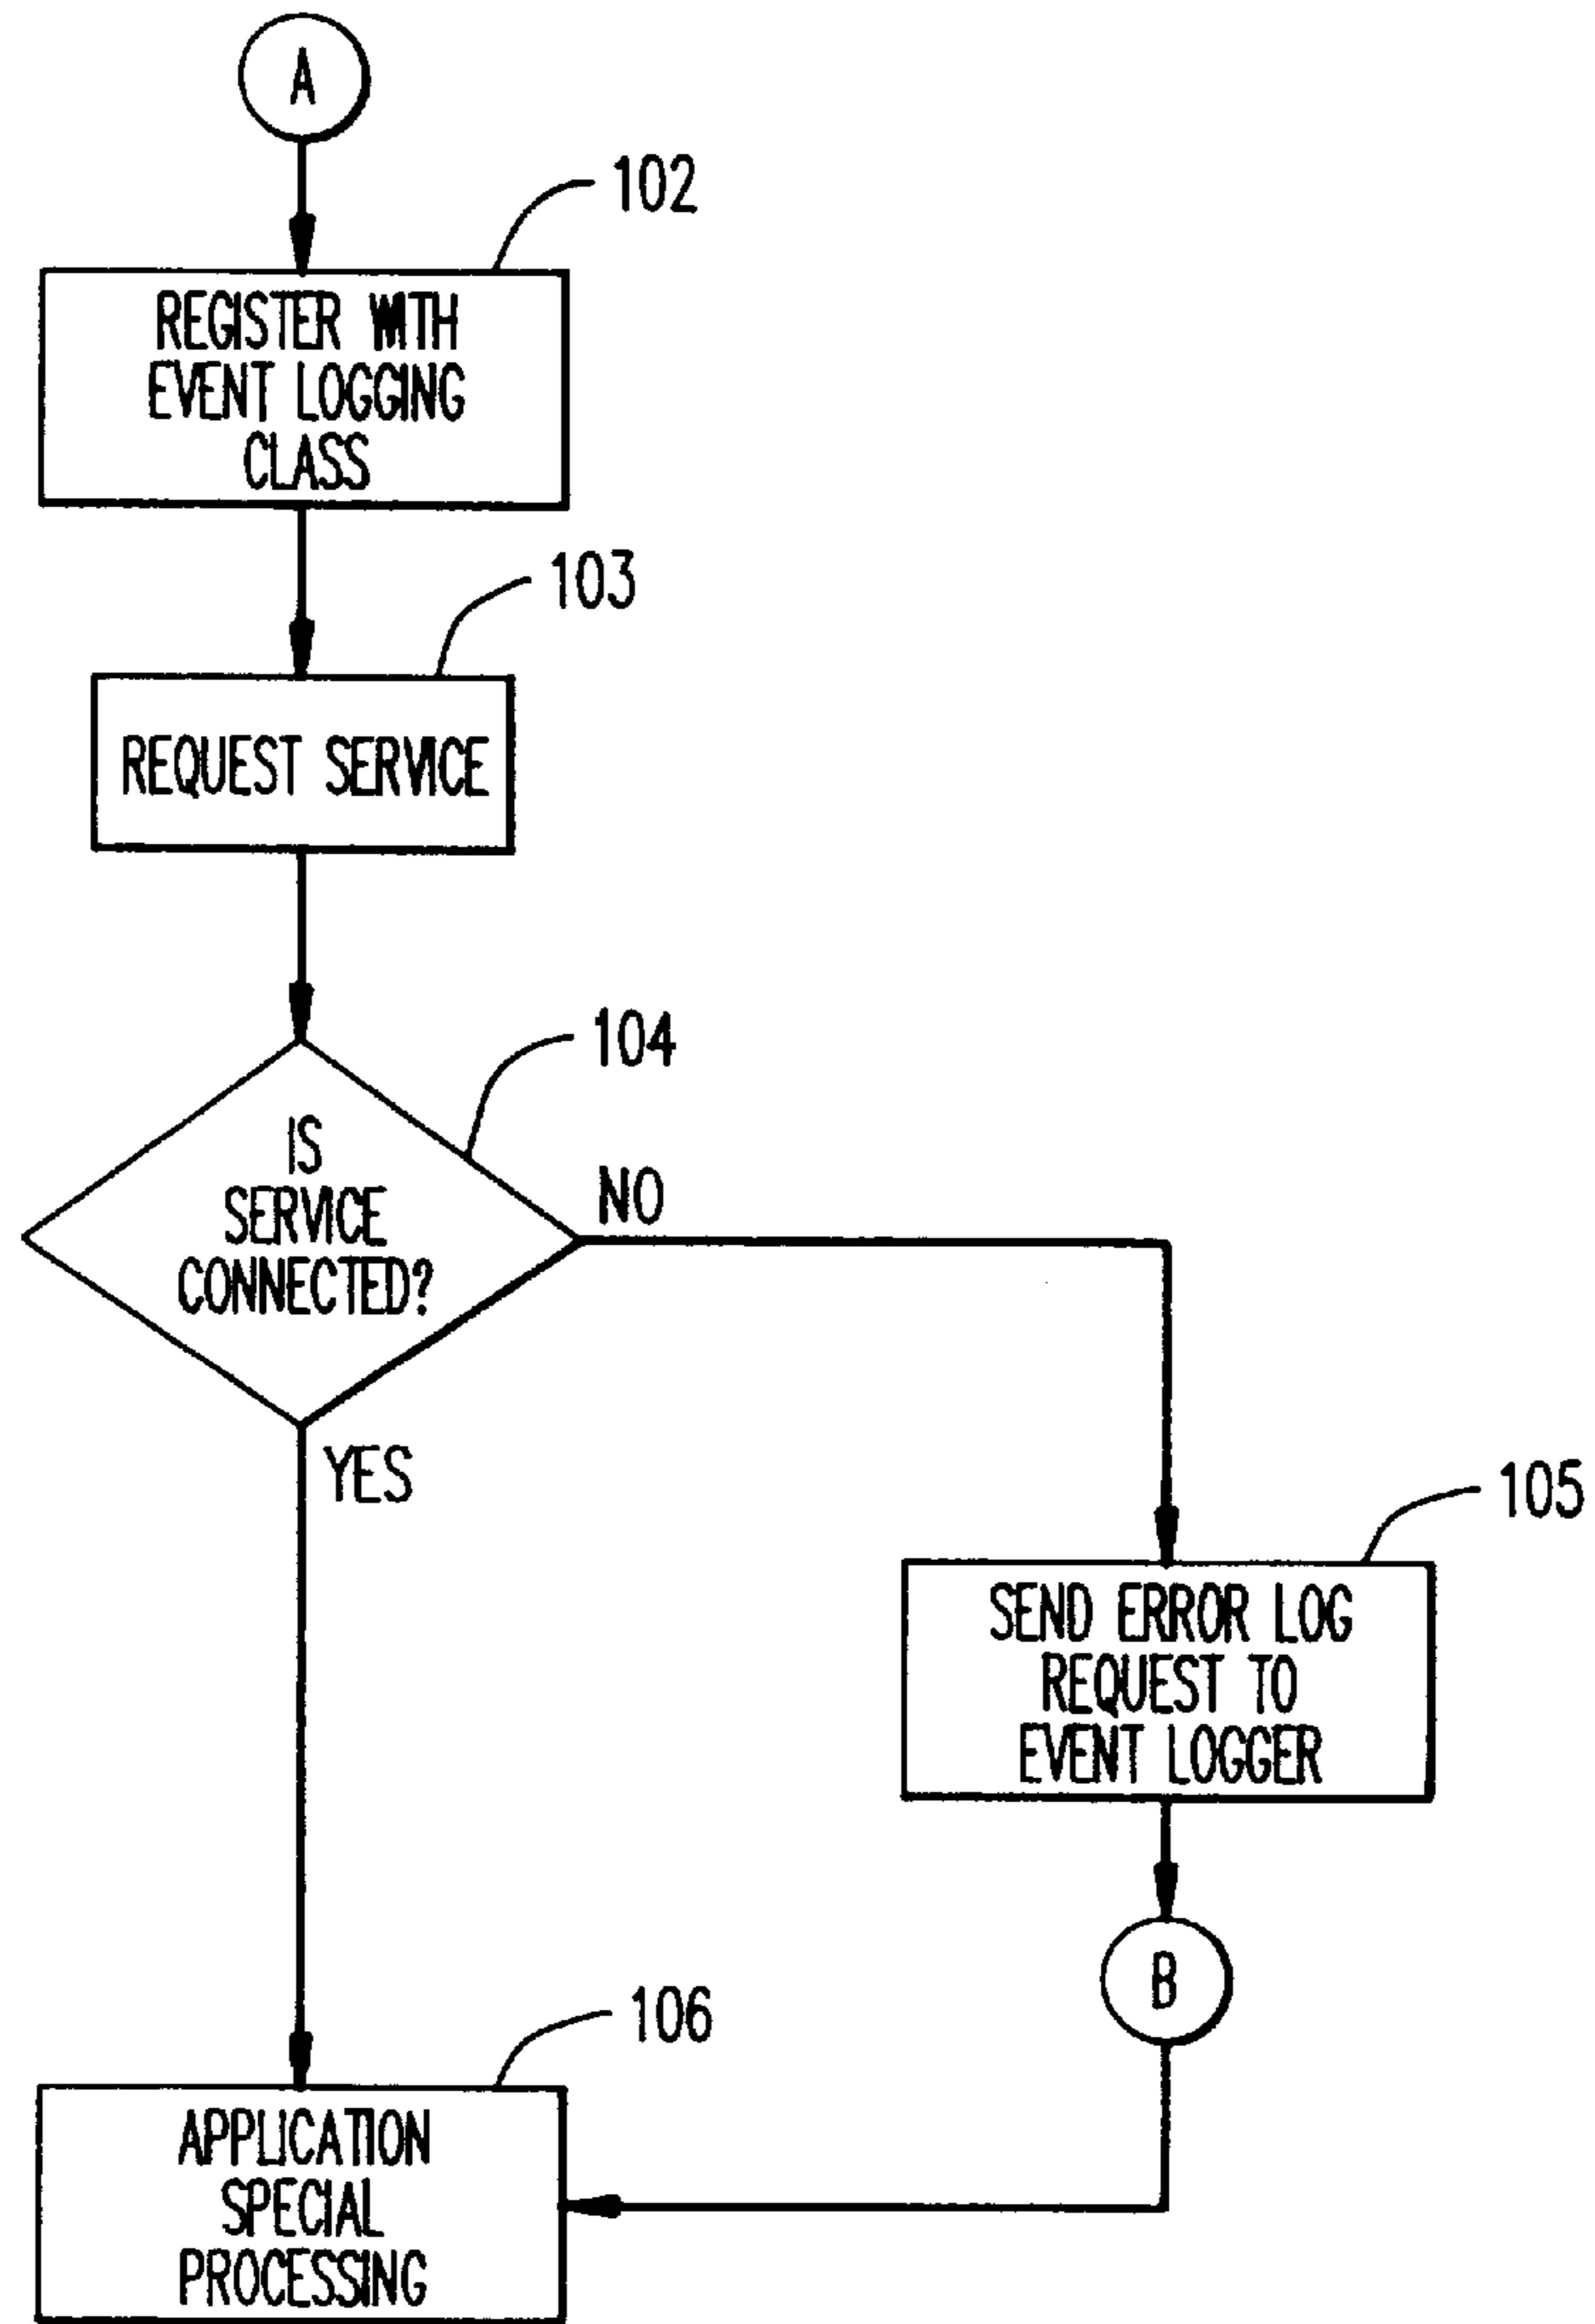 A
102
REGISTER WITH
EVENT LOGGING
CLASS
103
REQUEST SERVICE
104
IS
SERVICE
CONNECTED?
NO
YES
105
SEND ERROR LOG
REQUEST TO
EVENT LOGGER
B
106
APPLICATION
SPECIAL
PROCESSING